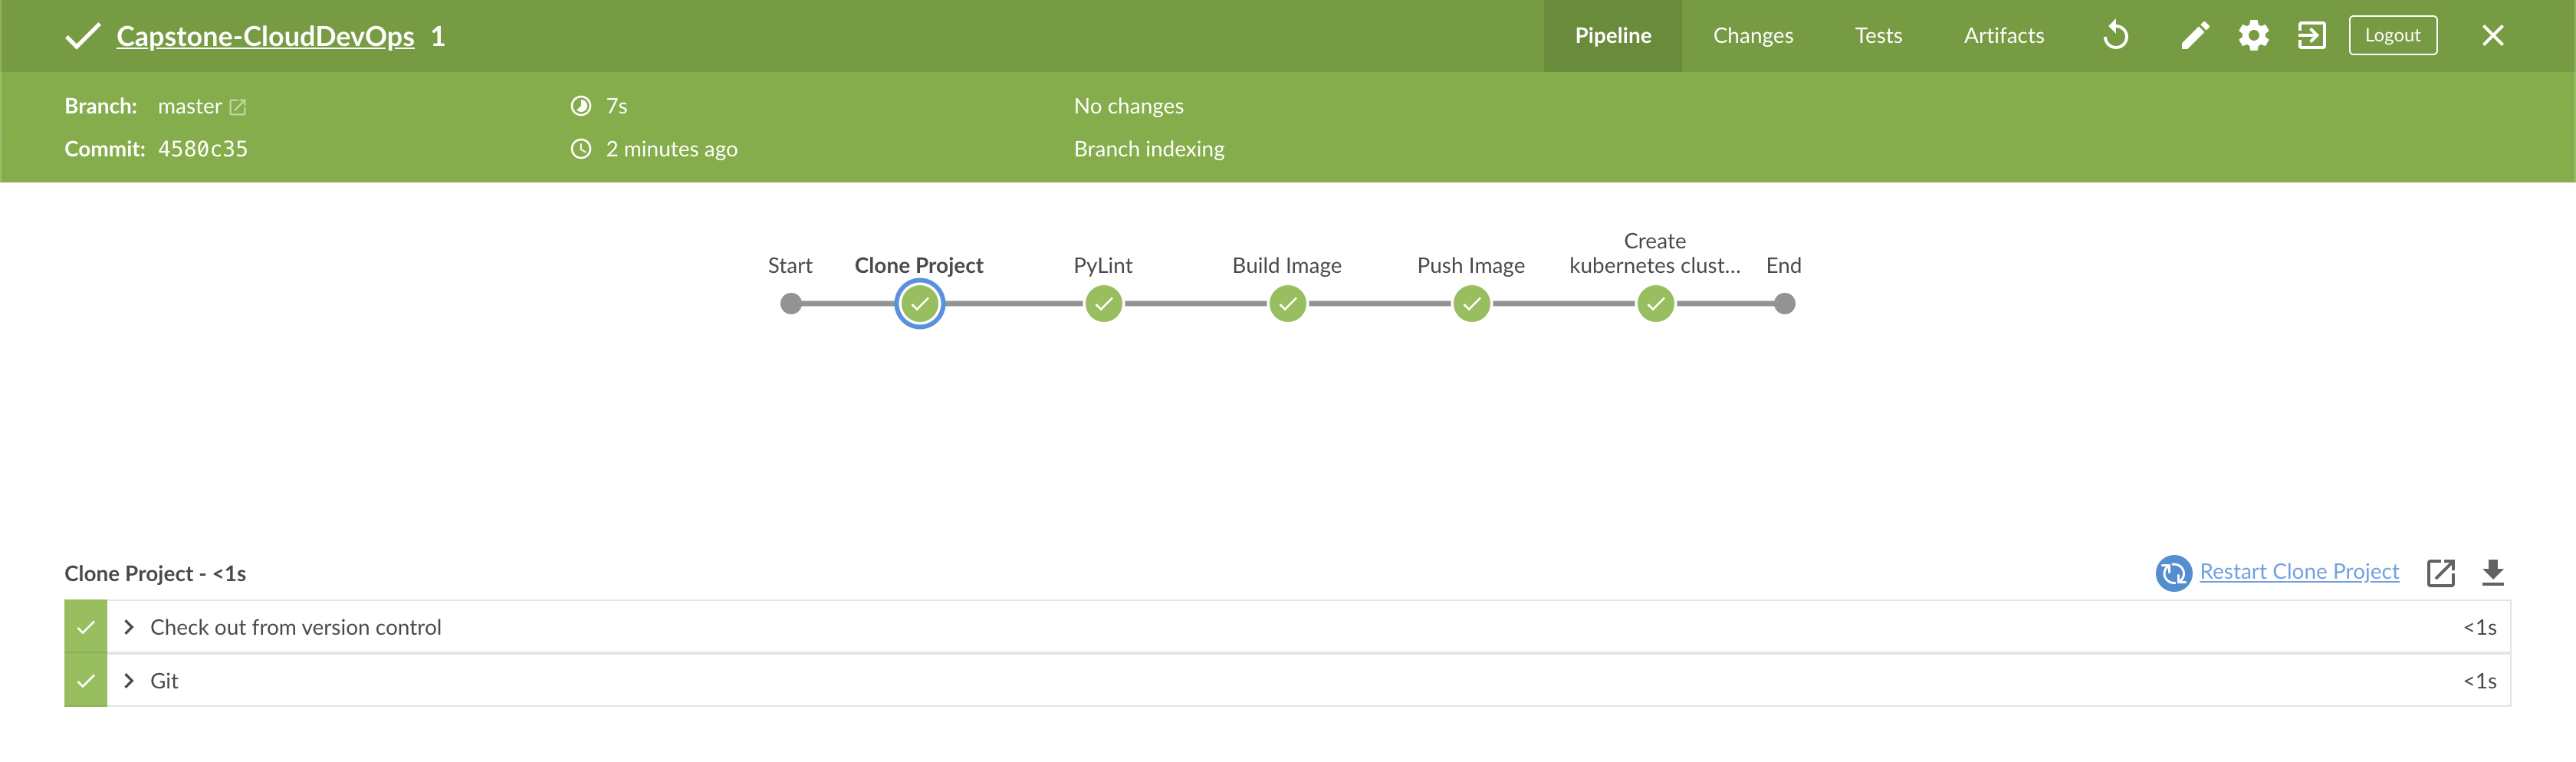 Capstone-CloudDevOps 1
Pipeline Changes Tests Artifacts Logout
Branch: master 7s No changes
Commit: 4580c35 2 minutes ago Branch indexing
Start Clone Project PyLint Build Image Push Image Create
kubernetes clust... End
Clone Project - <1s Restart Clone Project
Check out from version control <1s
Git <1s